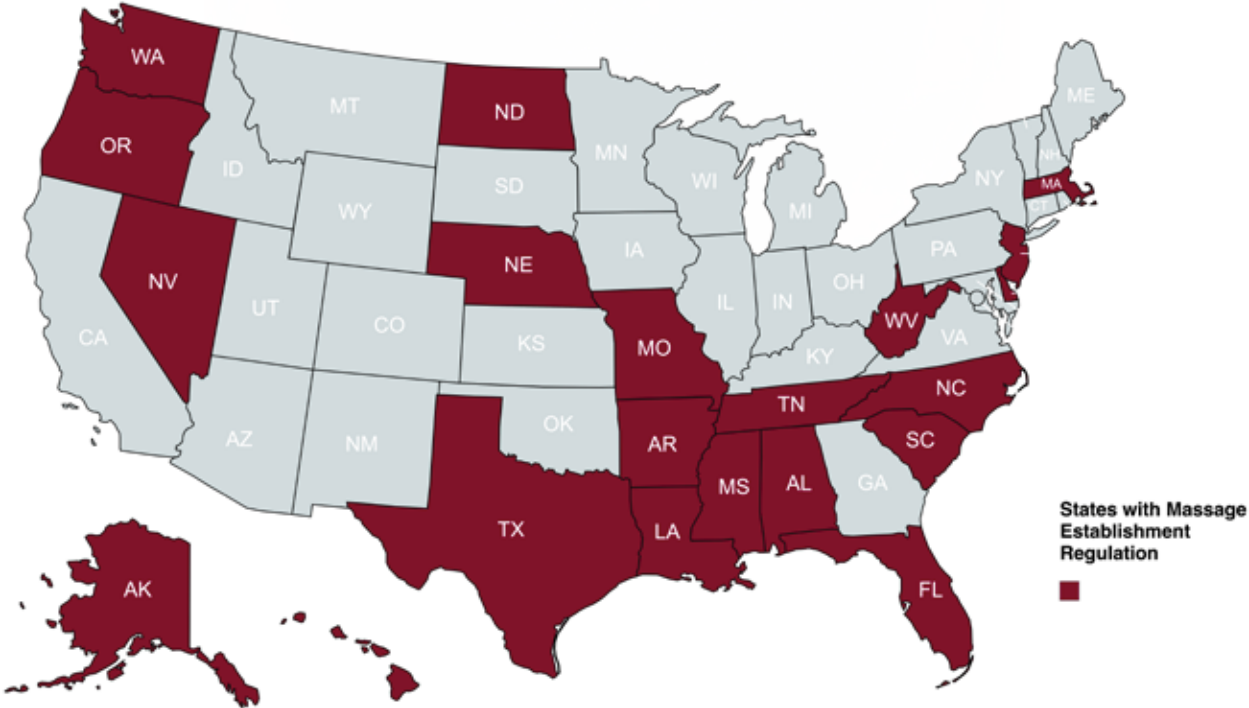 WA
MT
ND
MN
ME
OR
ID
SD
WI
MI
NY
NH
MA
CT
WY
IA
PA
NV
NE
UT
CO
IL
IN
OH
CA
KS
MO
KY
WV
VA
AZ
NM
OK
AR
TN
NC
SC
MS
AL
GA
TX
LA
FL
AK
States with Massage
Establishment
Regulation